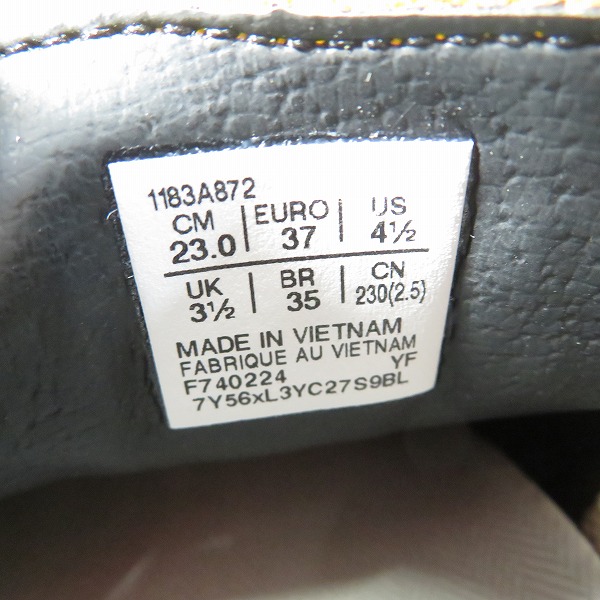 1183A872
CM EURO US
23.0 37 4½
UK BR CN
3½ 35 230(2.5)
MADE IN VIETNAM
FABRIQUE AU VIETNAM
F740224 YF
7Y56xL3YC27S9BL